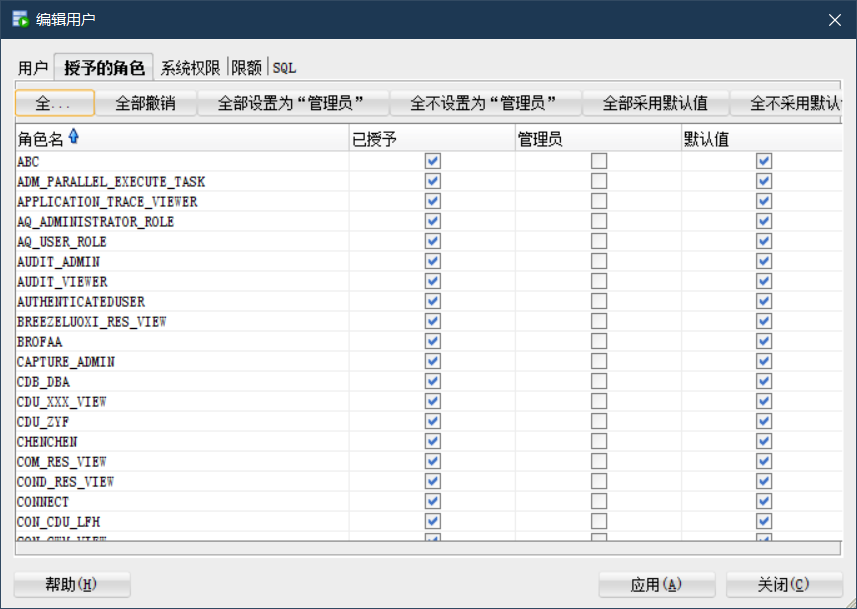 编辑用户
用户 授予的角色 系统权限 限额 SQL
全... 全部撤销 全部设置为“管理员” 全不设置为“管理员” 全部采用默认值 全不采用默认
角色名 已授予 管理员 默认值
ABC
ADM_PARALLEL_EXECUTE_TASK
APPLICATION_TRACE_VIEWER
AQ_ADMINISTRATOR_ROLE
AQ_USER_ROLE
AUDIT_ADMIN
AUDIT_VIEWER
AUTHENTICATEDUSER
BREEZELUOXI_RES_VIEW
BROFAA
CAPTURE_ADMIN
CDB_DBA
CDU_XXX_VIEW
CDU_ZYF
CHENCHEN
COM_RES_VIEW
COND_RES_VIEW
CONNECT
CON_CDU_LFH
帮助(H) 应用(A) 关闭(C)